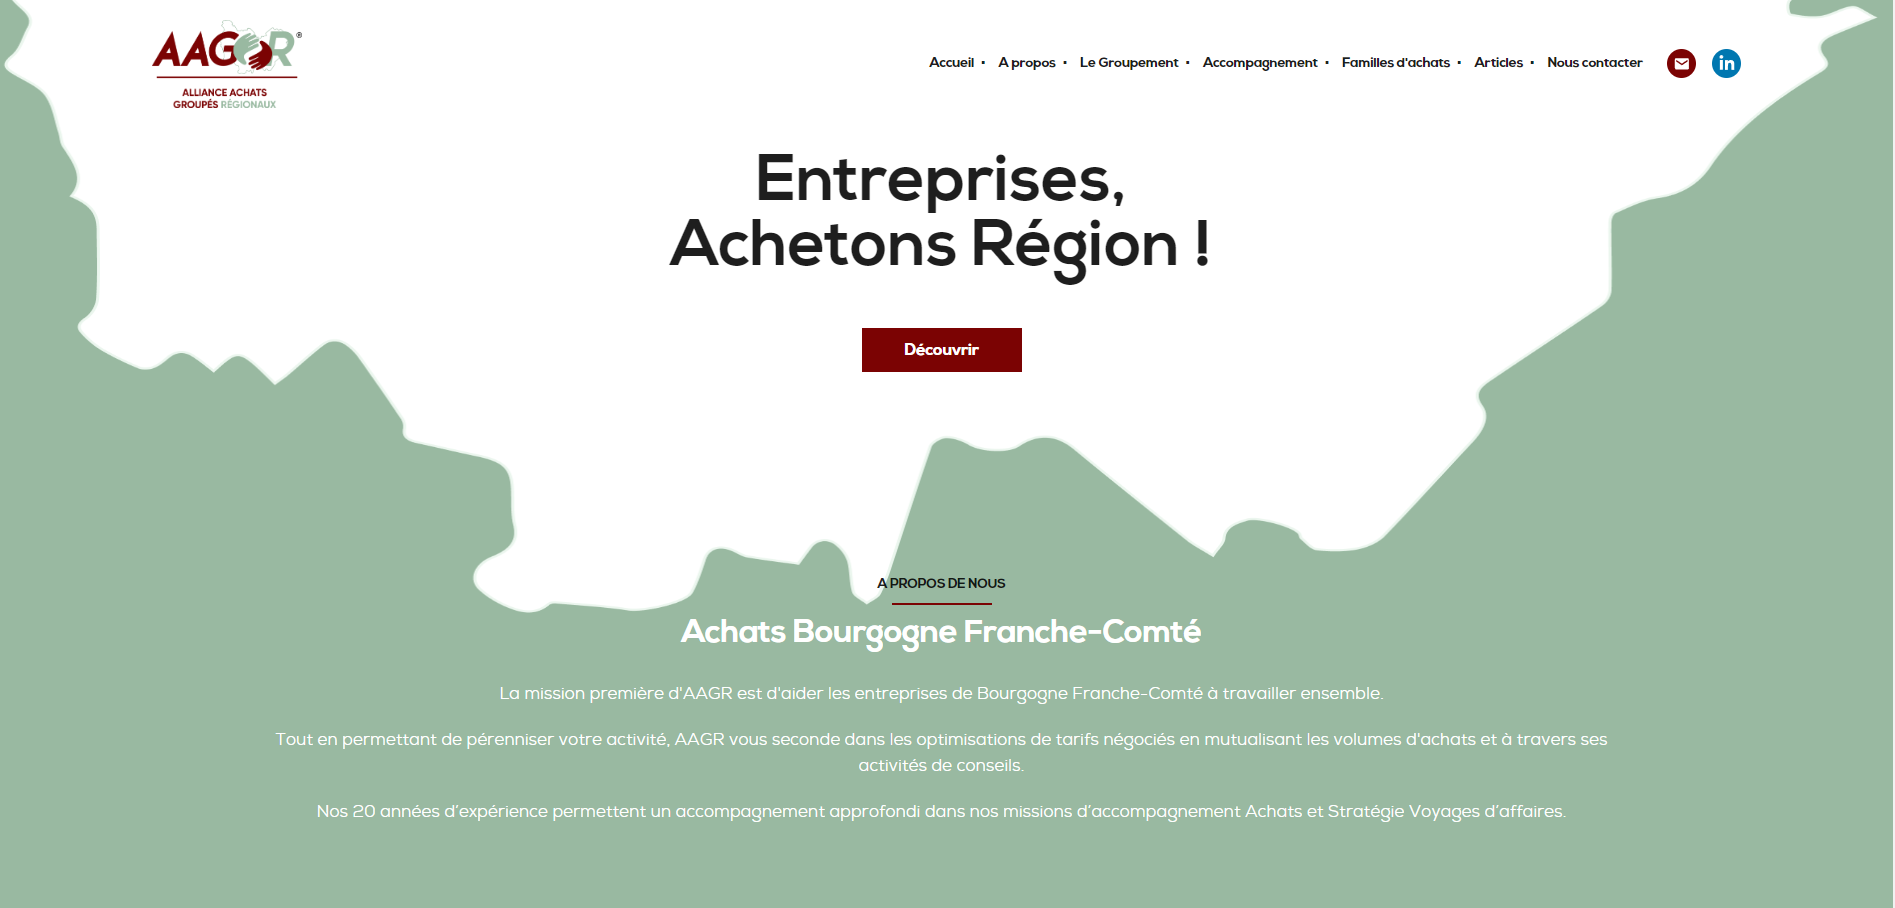 AAGR®
ALLIANCE ACHATS
GROUPÉS RÉGIONAUX
Accueil · A propos · Le Groupement · Accompagnement · Familles d'achats · Articles · Nous contacter
in
Entreprises,
Achetons Région !
Découvrir
A PROPOS DE NOUS
Achats Bourgogne Franche-Comté
La mission première d'AAGR est d'aider les entreprises de Bourgogne Franche-Comté à travailler ensemble.
Tout en permettant de pérenniser votre activité, AAGR vous seconde dans les optimisations de tarifs négociés en mutualisant les volumes d'achats et à travers ses
activités de conseils.
Nos 20 années d’expérience permettent un accompagnement approfondi dans nos missions d’accompagnement Achats et Stratégie Voyages d’affaires.